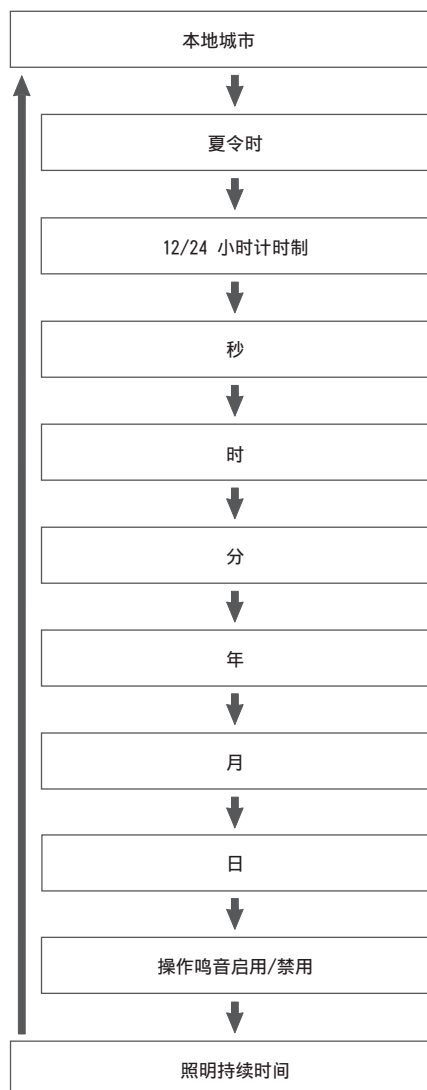 本地城市
夏令时
12/24 小时计时制
秒
时
分
年
月
日
操作鸣音启用/禁用
照明持续时间